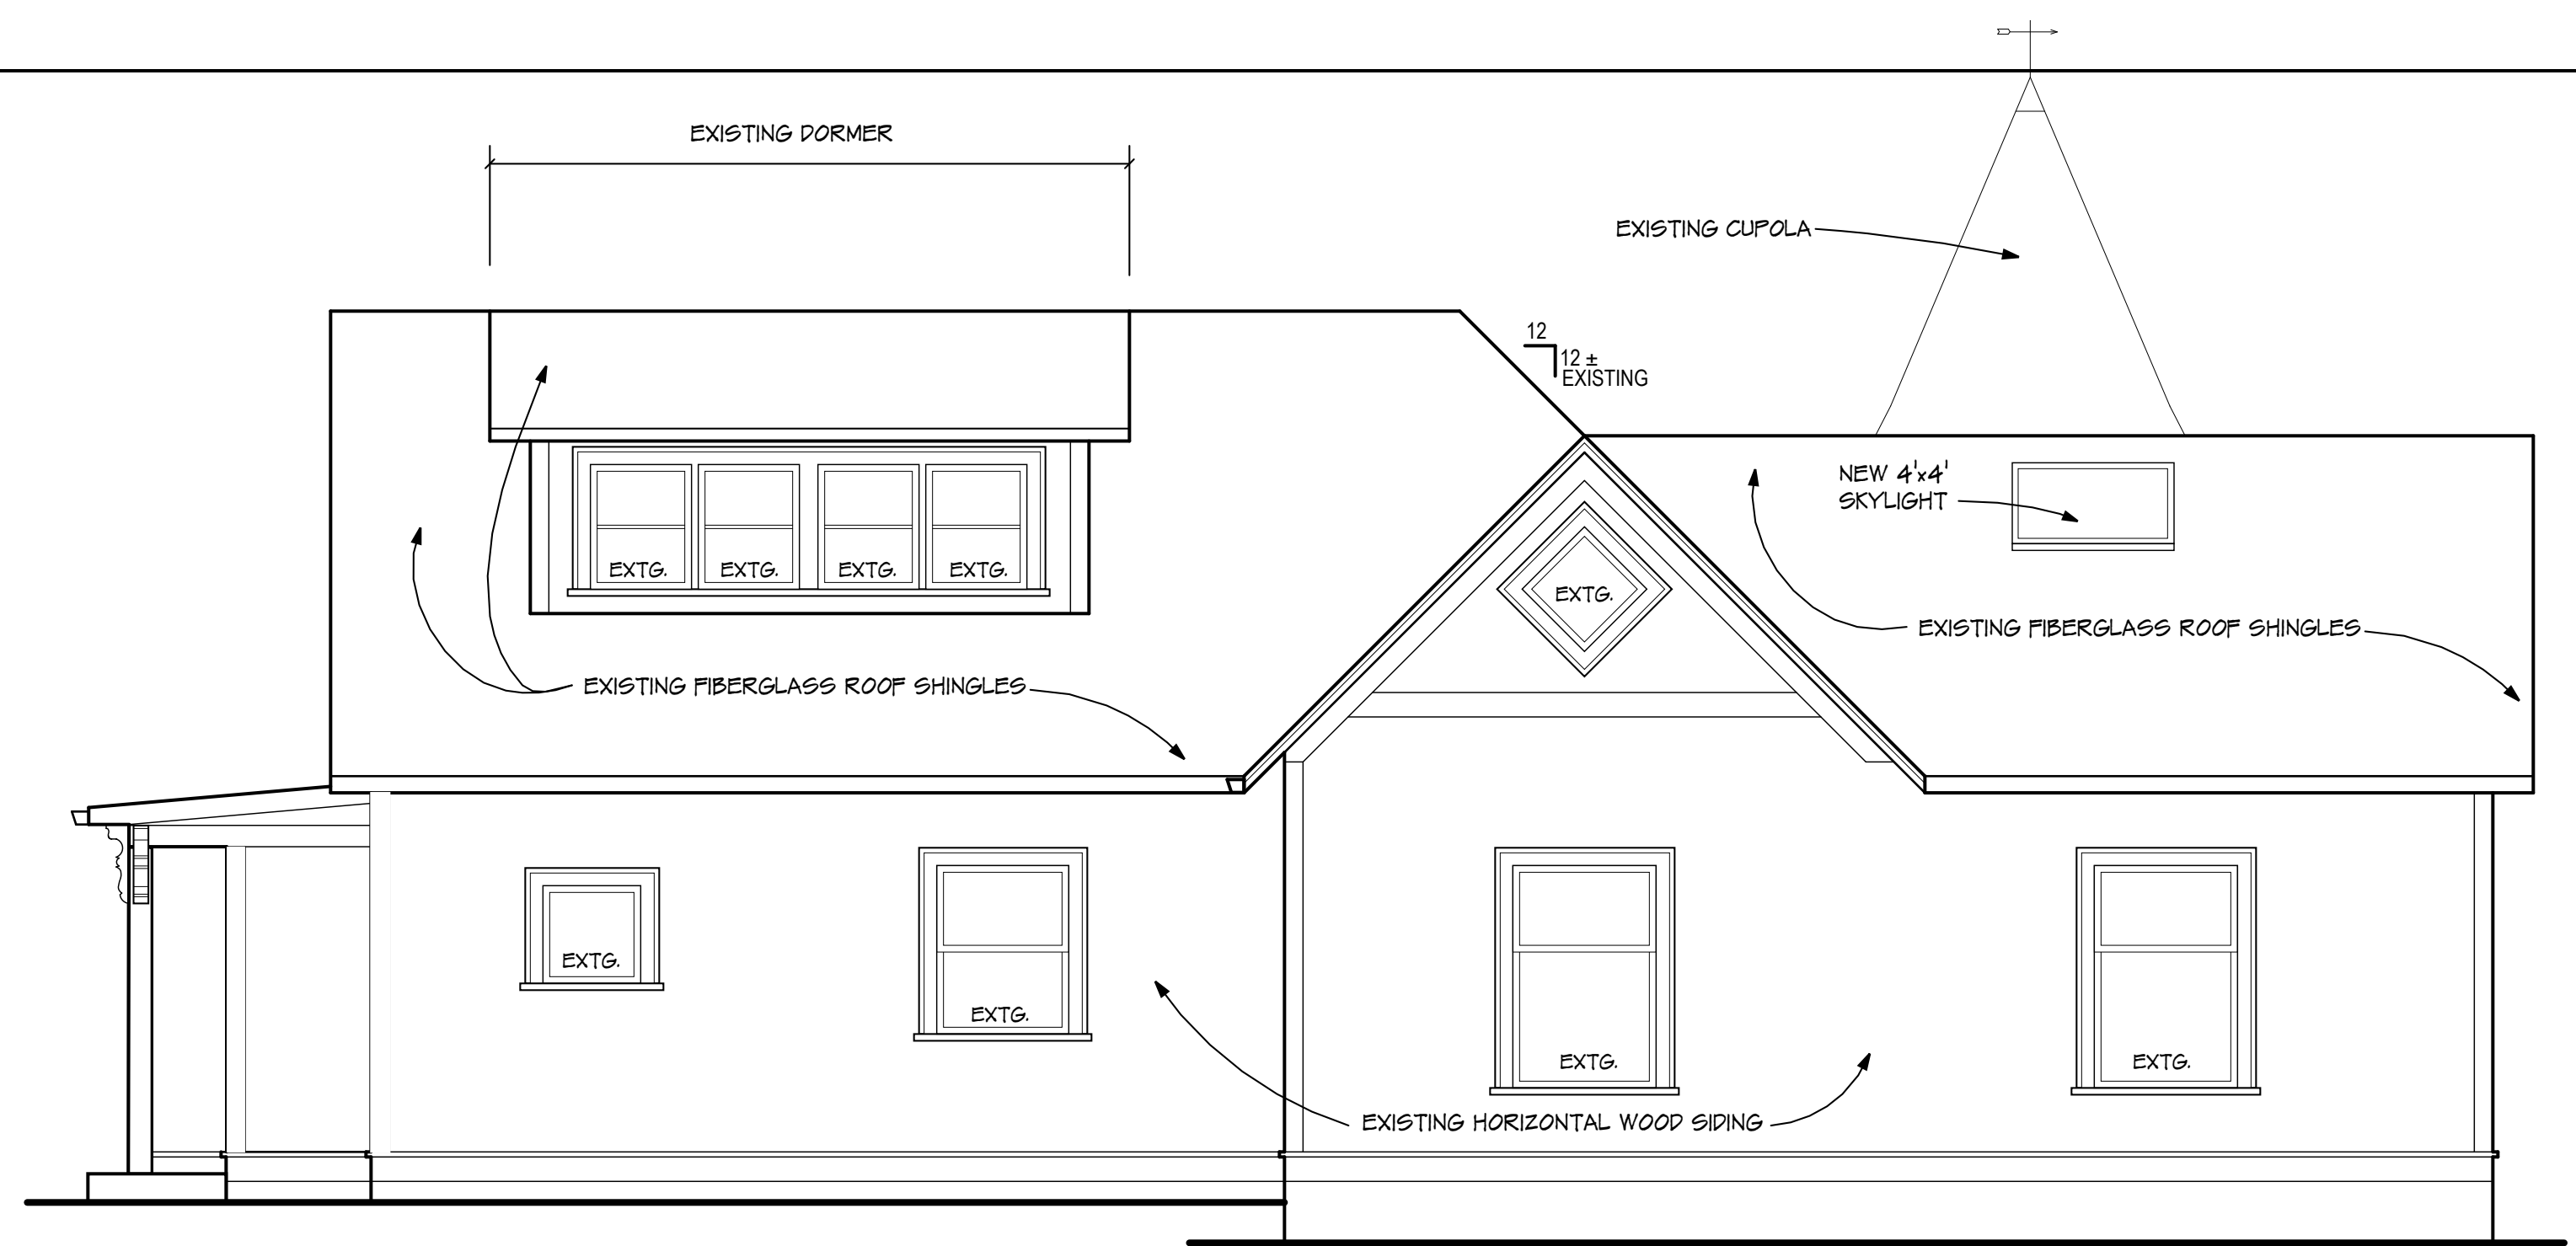 EXISTING DORMER
EXISTING CUPOLA
12
12 ±
EXISTING
NEW 4'x4'
SKYLIGHT
EXTG.
EXTG.
EXTG.
EXTG.
EXTG.
EXISTING FIBERGLASS ROOF SHINGLES
EXISTING FIBERGLASS ROOF SHINGLES
EXTG.
EXTG.
EXTG.
EXTG.
EXISTING HORIZONTAL WOOD SIDING